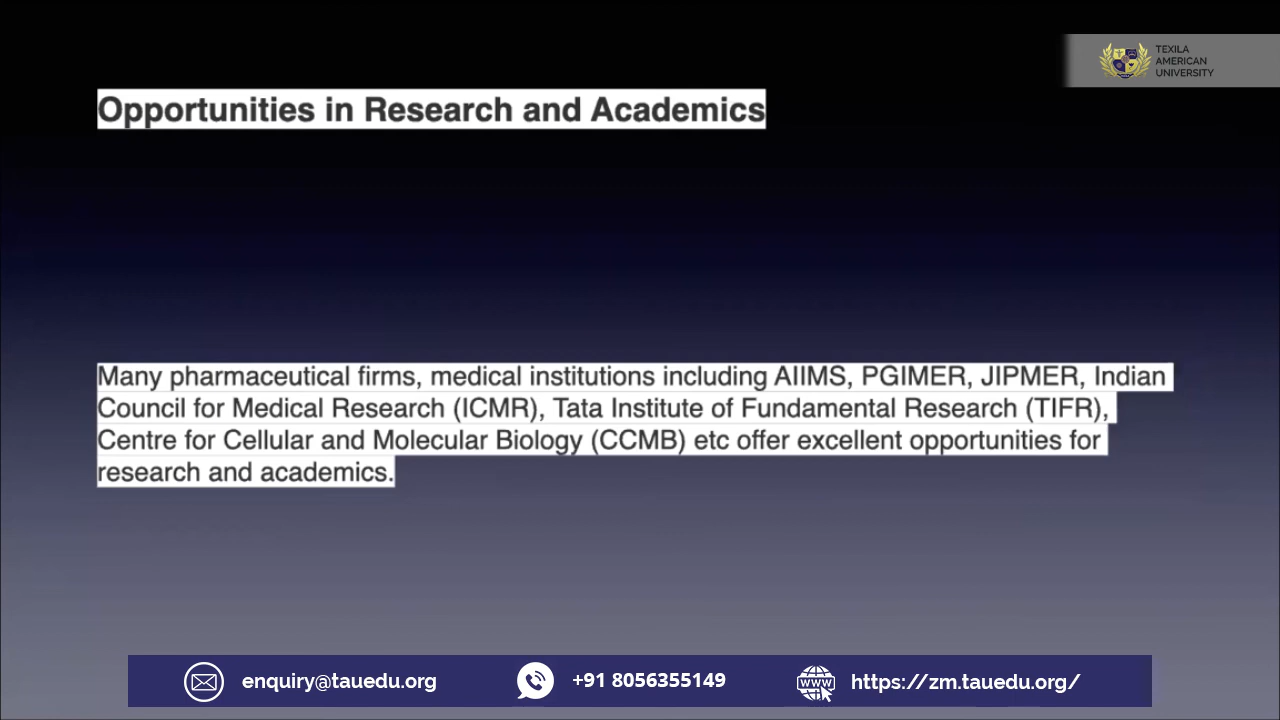 TEXILA
AMERICAN
UNIVERSITY
Opportunities in Research and Academics
Many pharmaceutical firms, medical institutions including AIIMS, PGIMER, JIPMER, Indian
Council for Medical Research (ICMR), Tata Institute of Fundamental Research (TIFR),
Centre for Cellular and Molecular Biology (CCMB) etc offer excellent opportunities for
research and academics.
enquiry@tauedu.org
+91 8056355149
www
https://zm.tauedu.org/